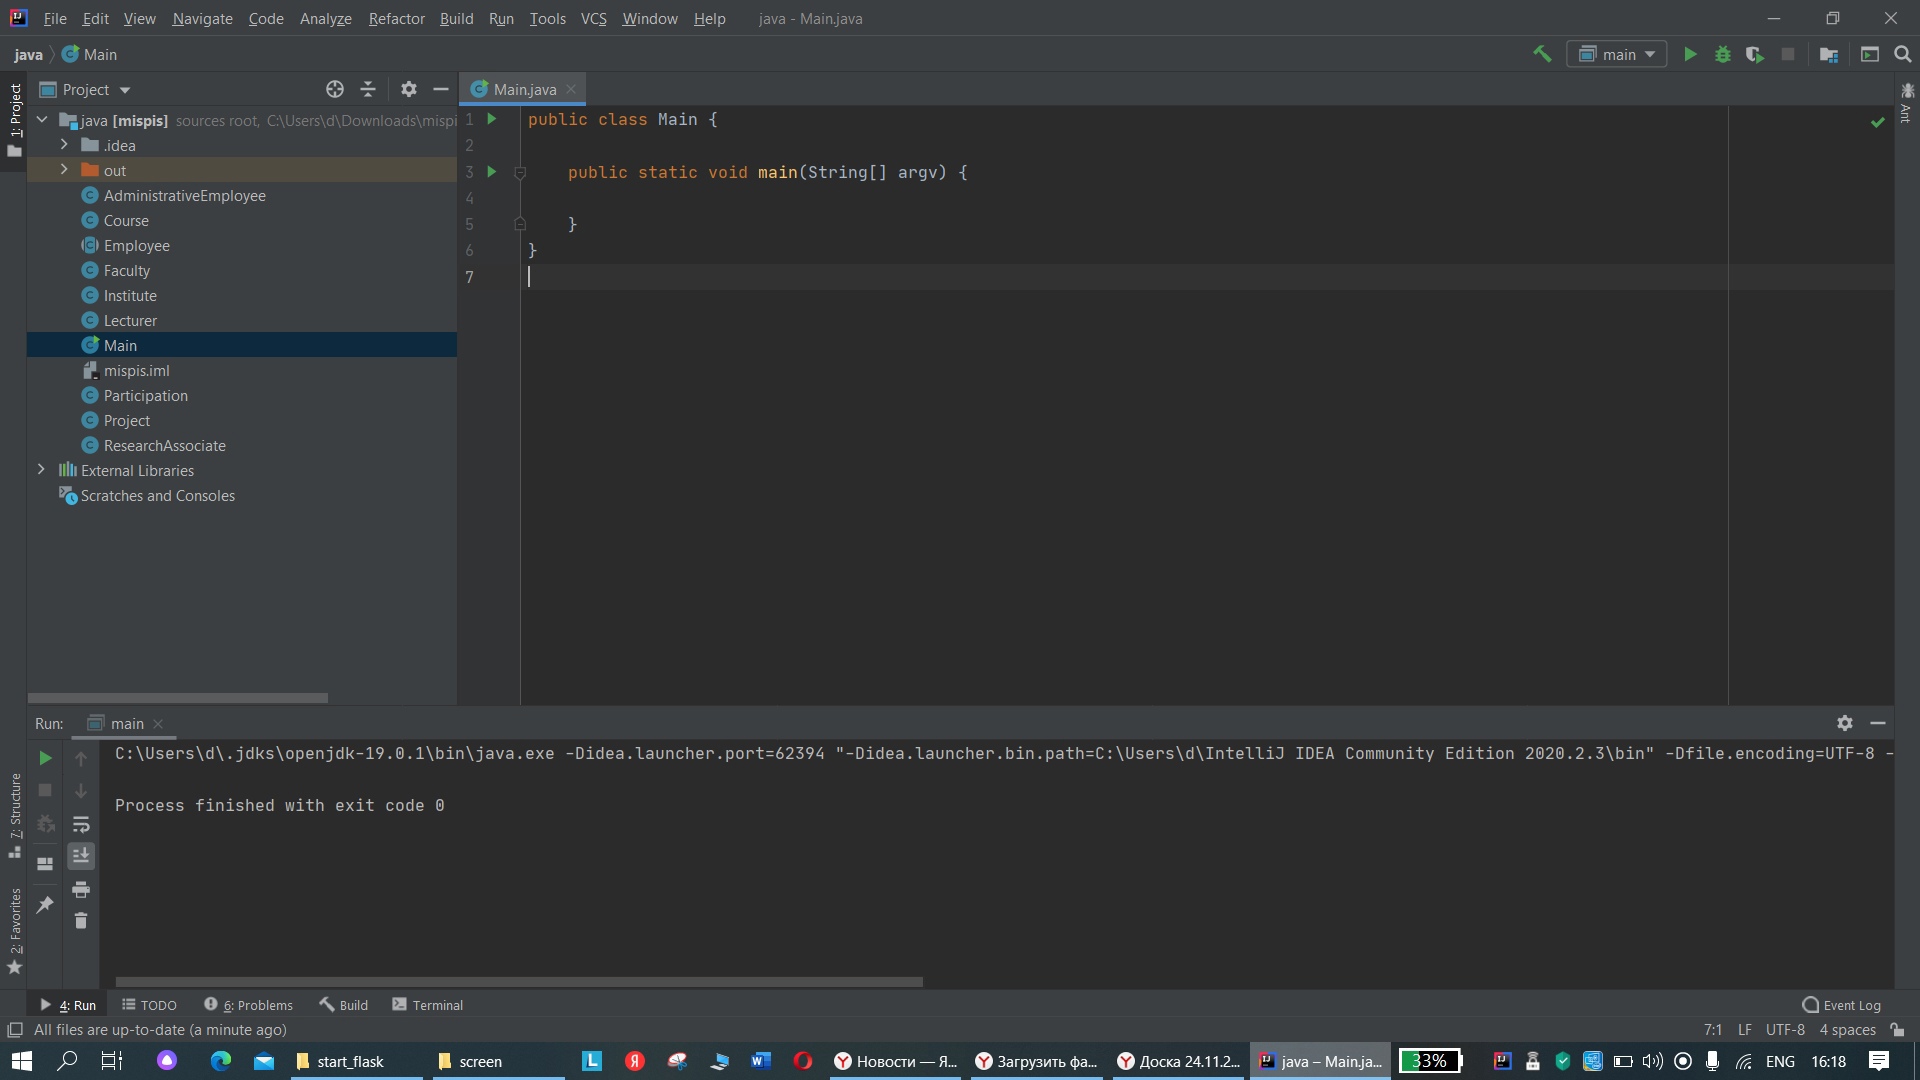 File Edit View Navigate Code Analyze Refactor Build Run Tools VCS Window Help java - Main.java
java Main
main
1: Project
Project
java [mispis] sources root, C:\Users\d\Downloads\mispi
.idea
out
AdministrativeEmployee
Course
Employee
Faculty
Institute
Lecturer
Main
mispis.iml
Participation
Project
ResearchAssociate
External Libraries
Scratches and Consoles
Main.java
1 public class Main {
2
3 public static void main(String[] argv) {
4
5 }
6 }
7
Ant
Run: main
C:\Users\d\.jdks\openjdk-19.0.1\bin\java.exe -Didea.launcher.port=62394 "-Didea.launcher.bin.path=C:\Users\d\IntelliJ IDEA Community Edition 2020.2.3\bin" -Dfile.encoding=UTF-8 -
Process finished with exit code 0
7: Structure
2: Favorites
4: Run TODO 6: Problems Build Terminal Event Log
All files are up-to-date (a minute ago) 7:1 LF UTF-8 4 spaces
start_flask screen L Я W Новости — Я... Загрузить фа... Доска 24.11.2... java – Main.ja... 33% ENG 16:18